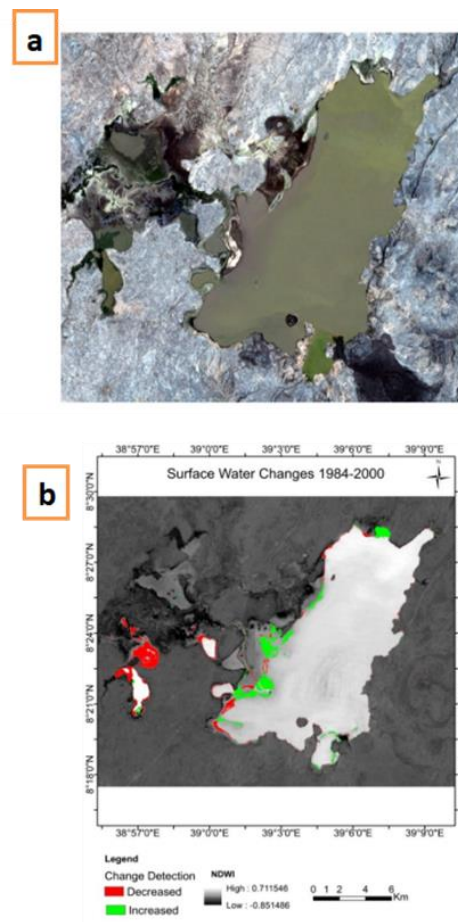 a
b
38°57'0"N 39°0'0"N 39°3'0"N 39°6'0"N 39°9'0"N
Surface Water Changes 1984-2000
N
8°30'0"N
8°27'0"N
8°24'0"N
8°21'0"N
8°18'0"N
38°57'0"N 39°0'0"N 39°3'0"N 39°6'0"N 39°9'0"N
Legend
Change Detection
Decreased
Increased
NDWI
High : 0.711546
Low : -0.851486
0 1 2 4 6
Km